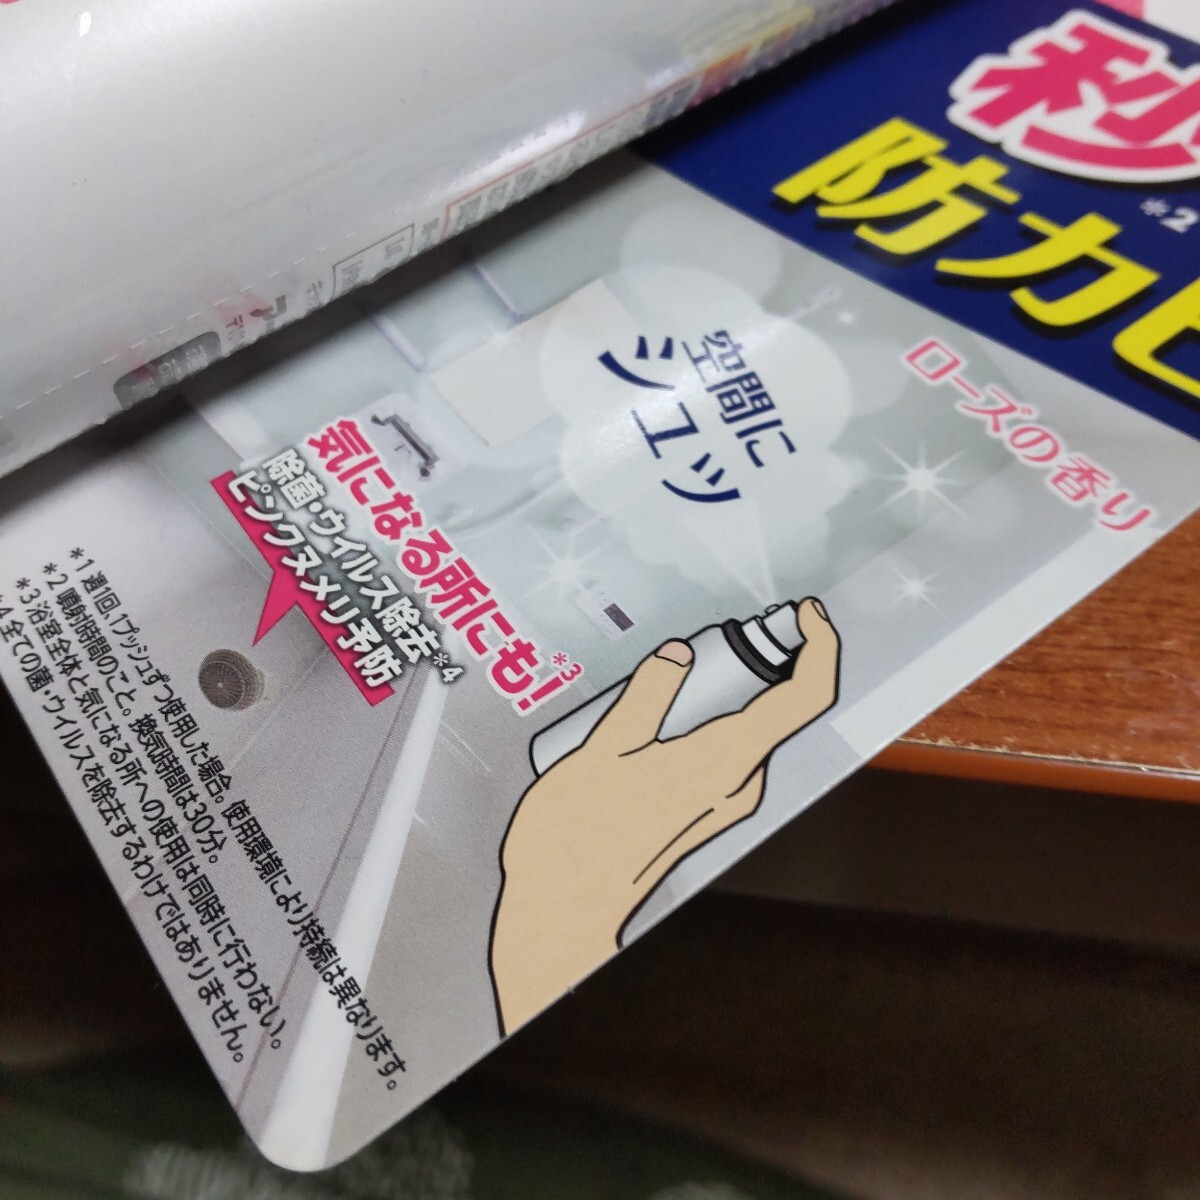 秒
*2
防カビ
ローズの香り
空間に
シュッ
気になる所にも!*3
除菌・ウイルス除去*4
ピンクヌメリ予防
*1 週1回、1プッシュずつ使用した場合。使用環境により持続は異なります。
*2 噴射時間のこと。換気時間は30分。
*3 浴室全体と気になる所への使用は同時に行わない。
*4 全ての菌・ウイルスを除去するわけではありません。